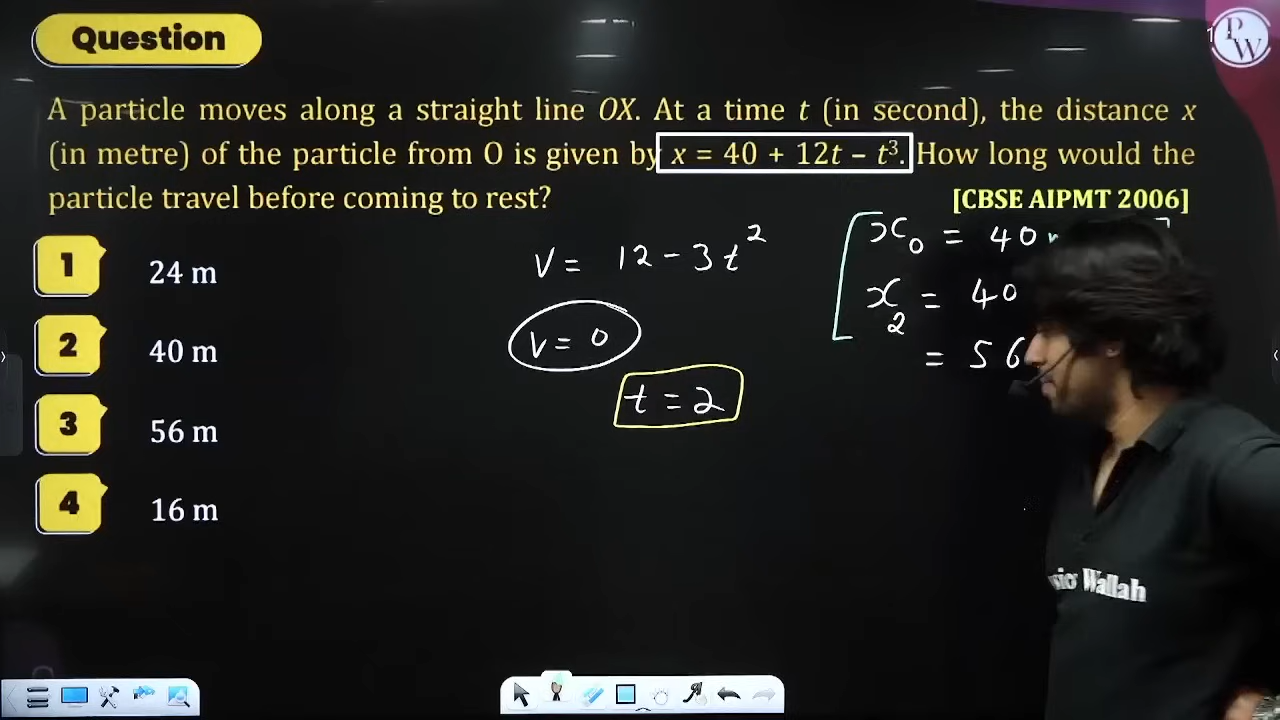 Question
PW
A particle moves along a straight line OX. At a time t (in second), the distance x
(in metre) of the particle from O is given by x = 40 + 12t – t³. How long would the
particle travel before coming to rest?
[CBSE AIPMT 2006]
1 24 m
2 40 m
3 56 m
4 16 m
v = 12 - 3t²
v = 0
t = 2
x₀ = 40
x₂ = 40
= 56
Wallah